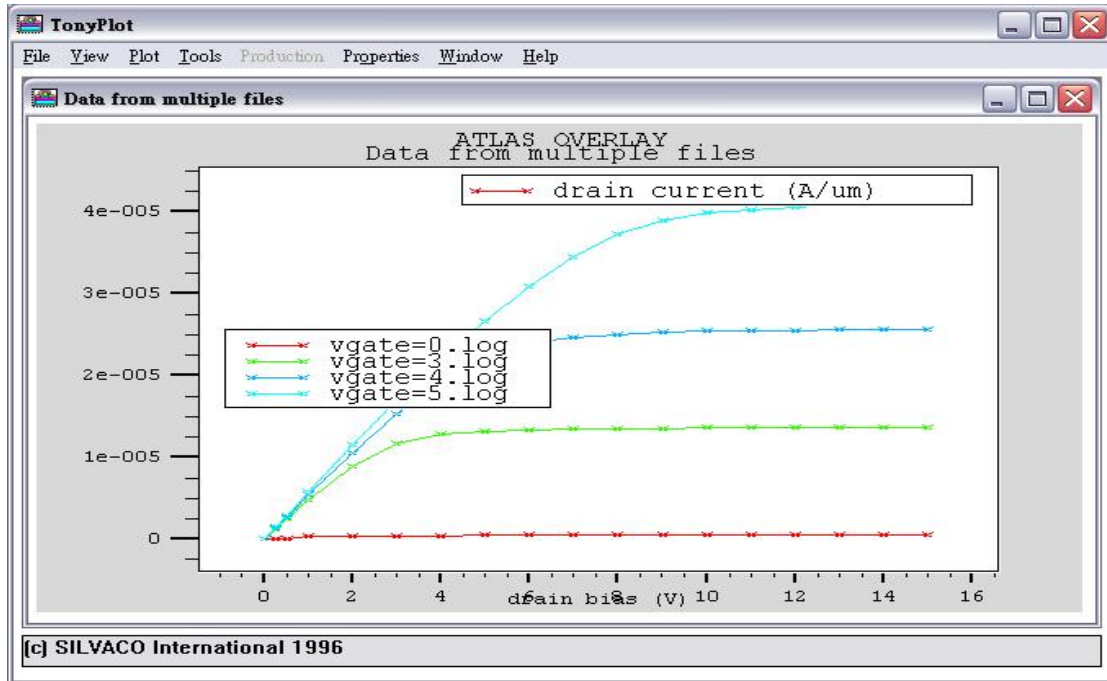 TonyPlot
File View Plot Tools Production Properties Window Help
Data from multiple files
ATLAS OVERLAY
Data from multiple files
drain current (A/um)
4e-005
3e-005
2e-005
1e-005
0
vgate=0.log
vgate=3.log
vgate=4.log
vgate=5.log
0 2 4 6 8 10 12 14 16
drain bias (V)
(c) SILVACO International 1996